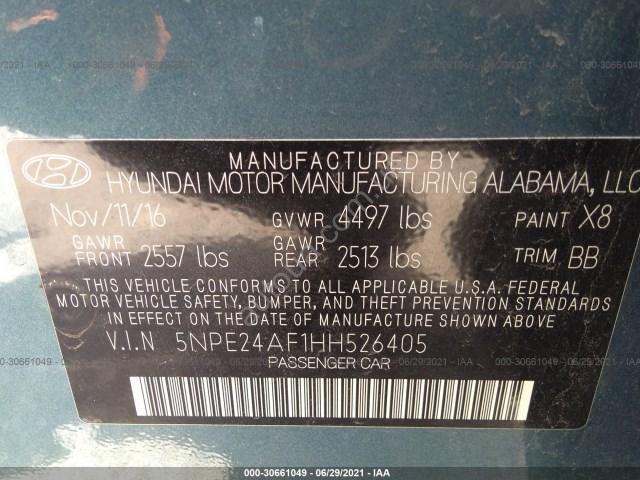 MANUFACTURED BY
HYUNDAI MOTOR MANUFACTURING ALABAMA, LLC
Nov/11/16 GVWR 4497 lbs PAINT X8
GAWR FRONT 2557 lbs GAWR REAR 2513 lbs TRIM BB
THIS VEHICLE CONFORMS TO ALL APPLICABLE U.S.A. FEDERAL
MOTOR VEHICLE SAFETY, BUMPER, AND THEFT PREVENTION STANDARDS
IN EFFECT ON THE DATE OF MANUFACTURE SHOWN ABOVE.
V.I.N 5NPE24AF1HH526405
PASSENGER CAR
000-30661049 - 06/29/2021 - IAA